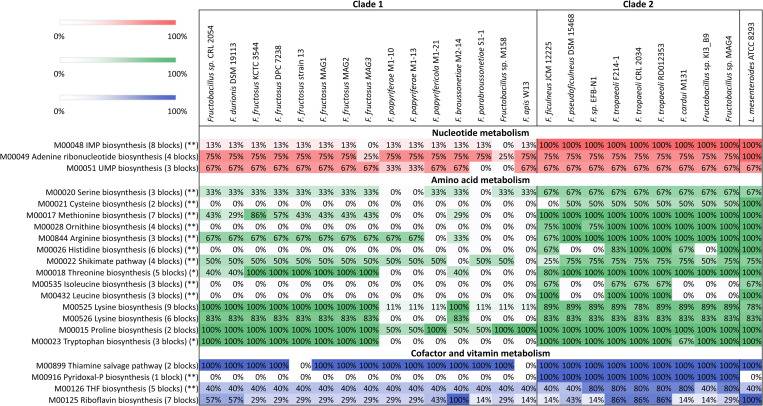 Clade 1 Clade 2
0% 100%
0% 100%
0% 100%
Fructobacillus sp. CRL 2054
F. durionis DSM 19113
F. fructosus KCTC 3544
F. fructosus DPC 7238
F. fructosus strain 13
F. fructosus MAG1
F. fructosus MAG2
F. fructosus MAG3
F. papyriferae M1-10
F. papyriferae M1-13
F. papyrifericola M1-21
F. broussonetiae M2-14
F. parabroussonetiae S1-1
Fructobacillus sp. M158
F. apis W13
F. ficulneus JCM 12225
F. pseudoficulneus DSM 15468
F. sp. EFB-N1
F. tropaeoli F214-1
F. tropaeoli CRL 2034
F. tropaeoli RD012353
F. cardui M131
Fructobacillus sp. KI3_B9
Fructobacillus sp. MAG4
L. mesenteroides ATCC 8293
Nucleotide metabolism
M00048 IMP biosynthesis (8 blocks) (**) 13% 13% 13% 13% 13% 13% 13% 0% 13% 13% 13% 13% 13% 0% 13% 100% 100% 100% 100% 100% 100% 100% 100% 100% 100%
M00049 Adenine ribonucleotide biosynthesis (4 blocks) 75% 75% 75% 75% 75% 75% 75% 25% 75% 75% 75% 75% 75% 25% 75% 75% 75% 75% 75% 75% 75% 75% 75% 75% 100%
M00051 UMP biosynthesis (3 blocks) 67% 67% 67% 67% 67% 67% 67% 67% 33% 33% 67% 67% 0% 0% 67% 67% 67% 67% 67% 67% 67% 67% 67% 67% 67%
Amino acid metabolism
M00020 Serine biosynthesis (3 blocks) (**) 33% 33% 33% 33% 33% 33% 33% 33% 0% 0% 33% 33% 0% 33% 33% 67% 67% 67% 67% 67% 67% 67% 67% 67% 67%
M00021 Cysteine biosynthesis (2 blocks) (**) 0% 0% 0% 0% 0% 0% 0% 0% 0% 0% 0% 0% 0% 0% 0% 0% 50% 50% 50% 50% 50% 50% 50% 50% 100%
M00017 Methionine biosynthesis (7 blocks) (**) 43% 29% 86% 57% 43% 43% 43% 43% 0% 0% 0% 29% 0% 0% 0% 100% 100% 100% 100% 100% 100% 100% 100% 100% 100%
M00028 Ornithine biosynthesis (4 blocks) (**) 0% 0% 0% 0% 0% 0% 0% 0% 0% 0% 0% 0% 0% 0% 0% 75% 100% 75% 100% 100% 100% 100% 100% 100% 100%
M00844 Arginine biosynthesis (3 blocks) (**) 67% 67% 67% 67% 67% 67% 67% 67% 67% 67% 0% 33% 0% 0% 0% 67% 100% 100% 100% 100% 100% 100% 100% 100% 100%
M00026 Histidine biosynthesis (6 blocks) (**) 0% 0% 0% 0% 0% 0% 0% 0% 0% 0% 0% 0% 0% 0% 0% 67% 0% 0% 83% 100% 100% 67% 0% 100% 100%
M00022 Shikimate pathway (4 blocks) (**) 50% 50% 50% 50% 50% 50% 50% 50% 50% 50% 50% 0% 50% 50% 0% 25% 75% 75% 75% 75% 75% 75% 50% 75% 100%
M00018 Threonine biosynthesis (5 blocks) (*) 40% 40% 100% 100% 100% 100% 100% 100% 0% 0% 0% 40% 0% 0% 0% 80% 100% 100% 100% 100% 100% 100% 100% 100% 100%
M00535 Isoleucine biosynthesis (3 blocks) (**) 0% 0% 0% 0% 0% 0% 0% 0% 0% 0% 0% 0% 0% 0% 0% 67% 0% 0% 67% 67% 67% 0% 0% 0% 67%
M00432 Leucine biosynthesis (3 blocks) (**) 0% 0% 0% 0% 0% 0% 0% 0% 0% 0% 0% 0% 0% 0% 0% 100% 0% 0% 100% 100% 100% 0% 0% 0% 100%
M00525 Lysine biosynthesis (9 blocks) 100% 100% 100% 100% 100% 100% 100% 100% 11% 11% 11% 100% 11% 11% 11% 89% 89% 89% 89% 78% 89% 89% 89% 89% 100%
M00526 Lysine biosynthesis (6 blocks) 83% 83% 83% 83% 83% 83% 83% 83% 0% 0% 0% 83% 0% 0% 0% 83% 83% 83% 83% 83% 83% 83% 83% 83% 83%
M00015 Proline biosynthesis (2 blocks) 100% 100% 100% 100% 100% 100% 100% 100% 50% 50% 100% 50% 50% 100% 100% 100% 100% 100% 100% 100% 100% 100% 100% 100% 100%
M00023 Tryptophan biosynthesis (3 blocks) (*) 100% 100% 100% 100% 100% 100% 100% 100% 0% 0% 0% 0% 0% 0% 0% 100% 100% 100% 100% 100% 100% 67% 100% 100% 100%
Cofactor and vitamin metabolism
M00899 Thiamine salvage pathway (2 blocks) 100% 100% 100% 100% 0% 100% 100% 100% 100% 100% 100% 100% 100% 100% 0% 100% 100% 100% 100% 100% 100% 100% 100% 100% 100%
M00916 Pyridoxal-P biosynthesis (1 block) (**) 0% 0% 0% 0% 0% 0% 0% 0% 0% 0% 0% 0% 0% 0% 0% 100% 100% 100% 100% 100% 100% 100% 100% 100% 0%
M00126 THF biosynthesis (5 blocks) (**) 40% 40% 40% 40% 40% 40% 40% 40% 40% 40% 40% 40% 40% 40% 40% 40% 40% 80% 80% 80% 80% 80% 40% 80% 40%
M00125 Riboflavin biosynthesis (7 blocks) 57% 57% 29% 29% 29% 29% 29% 29% 29% 29% 43% 100% 14% 29% 14% 14% 43% 14% 86% 86% 86% 14% 14% 29% 100%